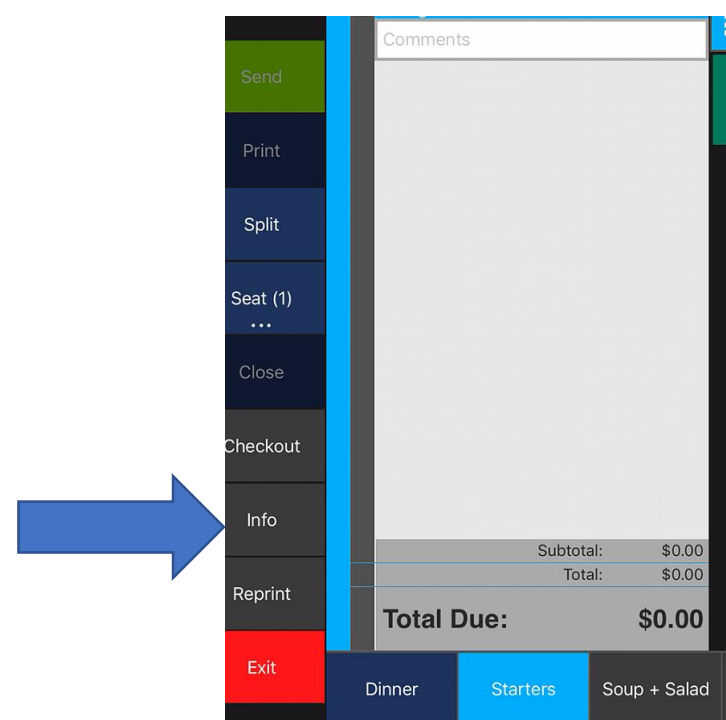 Comments
Send
Print
Split
Seat (1)
...
Close
Checkout
Info
Reprint
Exit
Subtotal: $0.00
Total: $0.00
Total Due: $0.00
Dinner Starters Soup + Salad